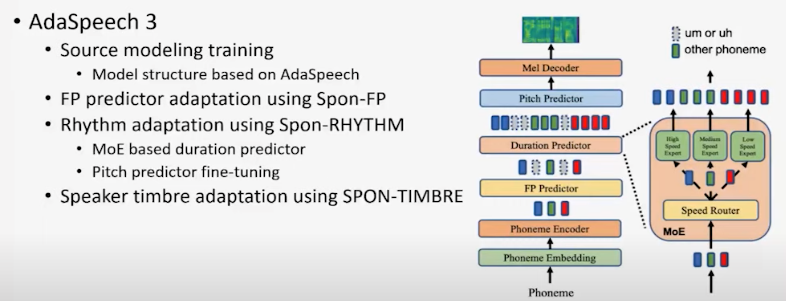 • AdaSpeech 3
• Source modeling training
• Model structure based on AdaSpeech
• FP predictor adaptation using Spon-FP
• Rhythm adaptation using Spon-RHYTHM
• MoE based duration predictor
• Pitch predictor fine-tuning
• Speaker timbre adaptation using SPON-TIMBRE
Mel Decoder
Pitch Predictor
Duration Predictor
FP Predictor
Phoneme Encoder
Phoneme Embedding
Phoneme
um or uh
other phoneme
High
Speed
Expert
Medium
Speed
Expert
Low
Speed
Expert
Speed Router
MoE